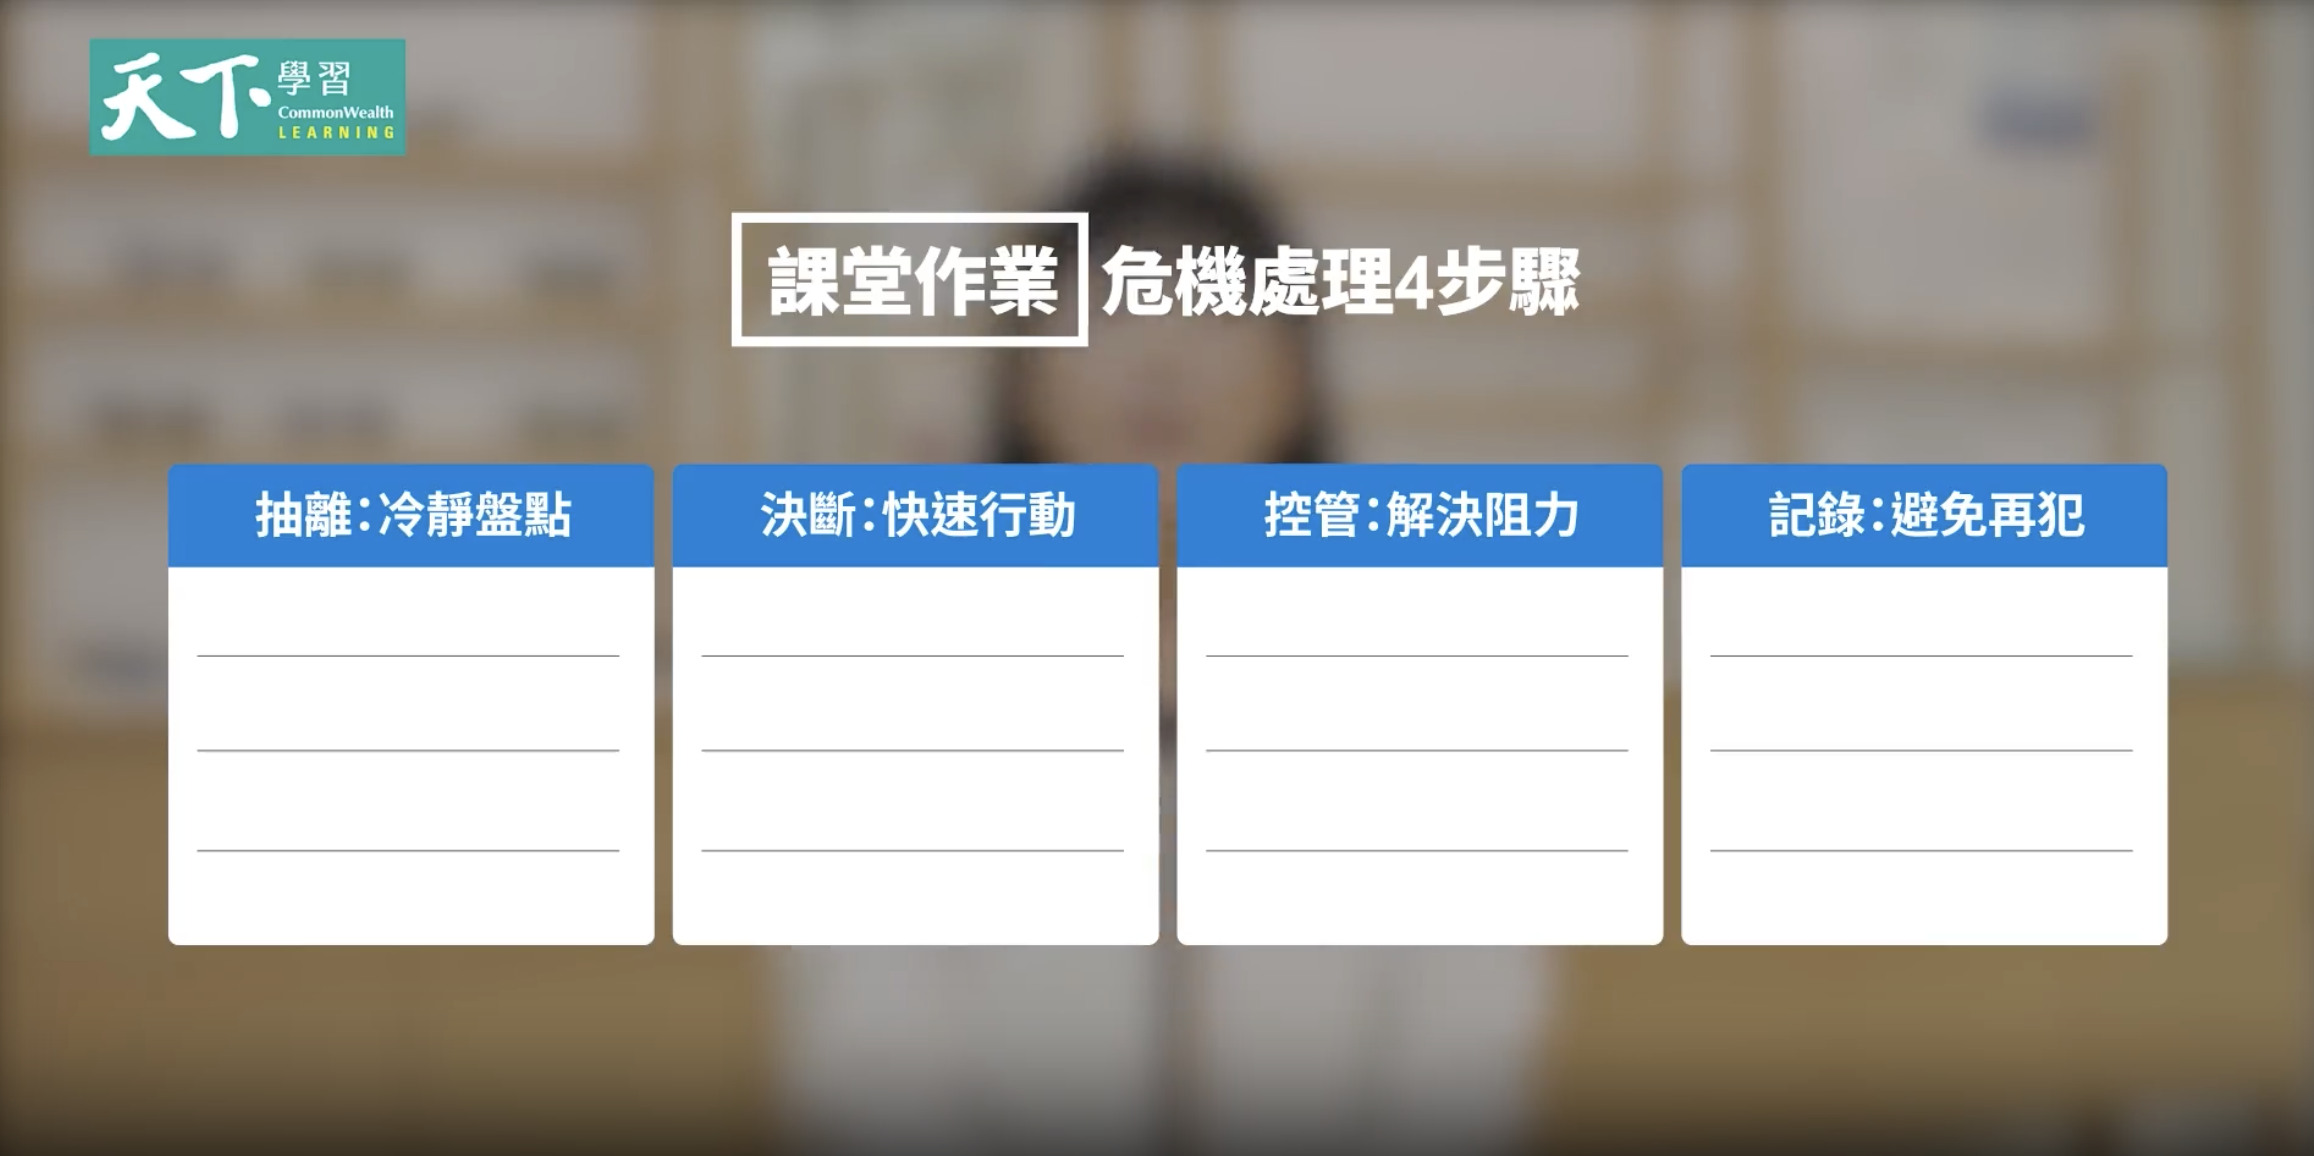 天下學習
CommonWealth
LEARNING
課堂作業 危機處理4步驟
抽離：冷靜盤點
決斷：快速行動
控管：解決阻力
記錄：避免再犯